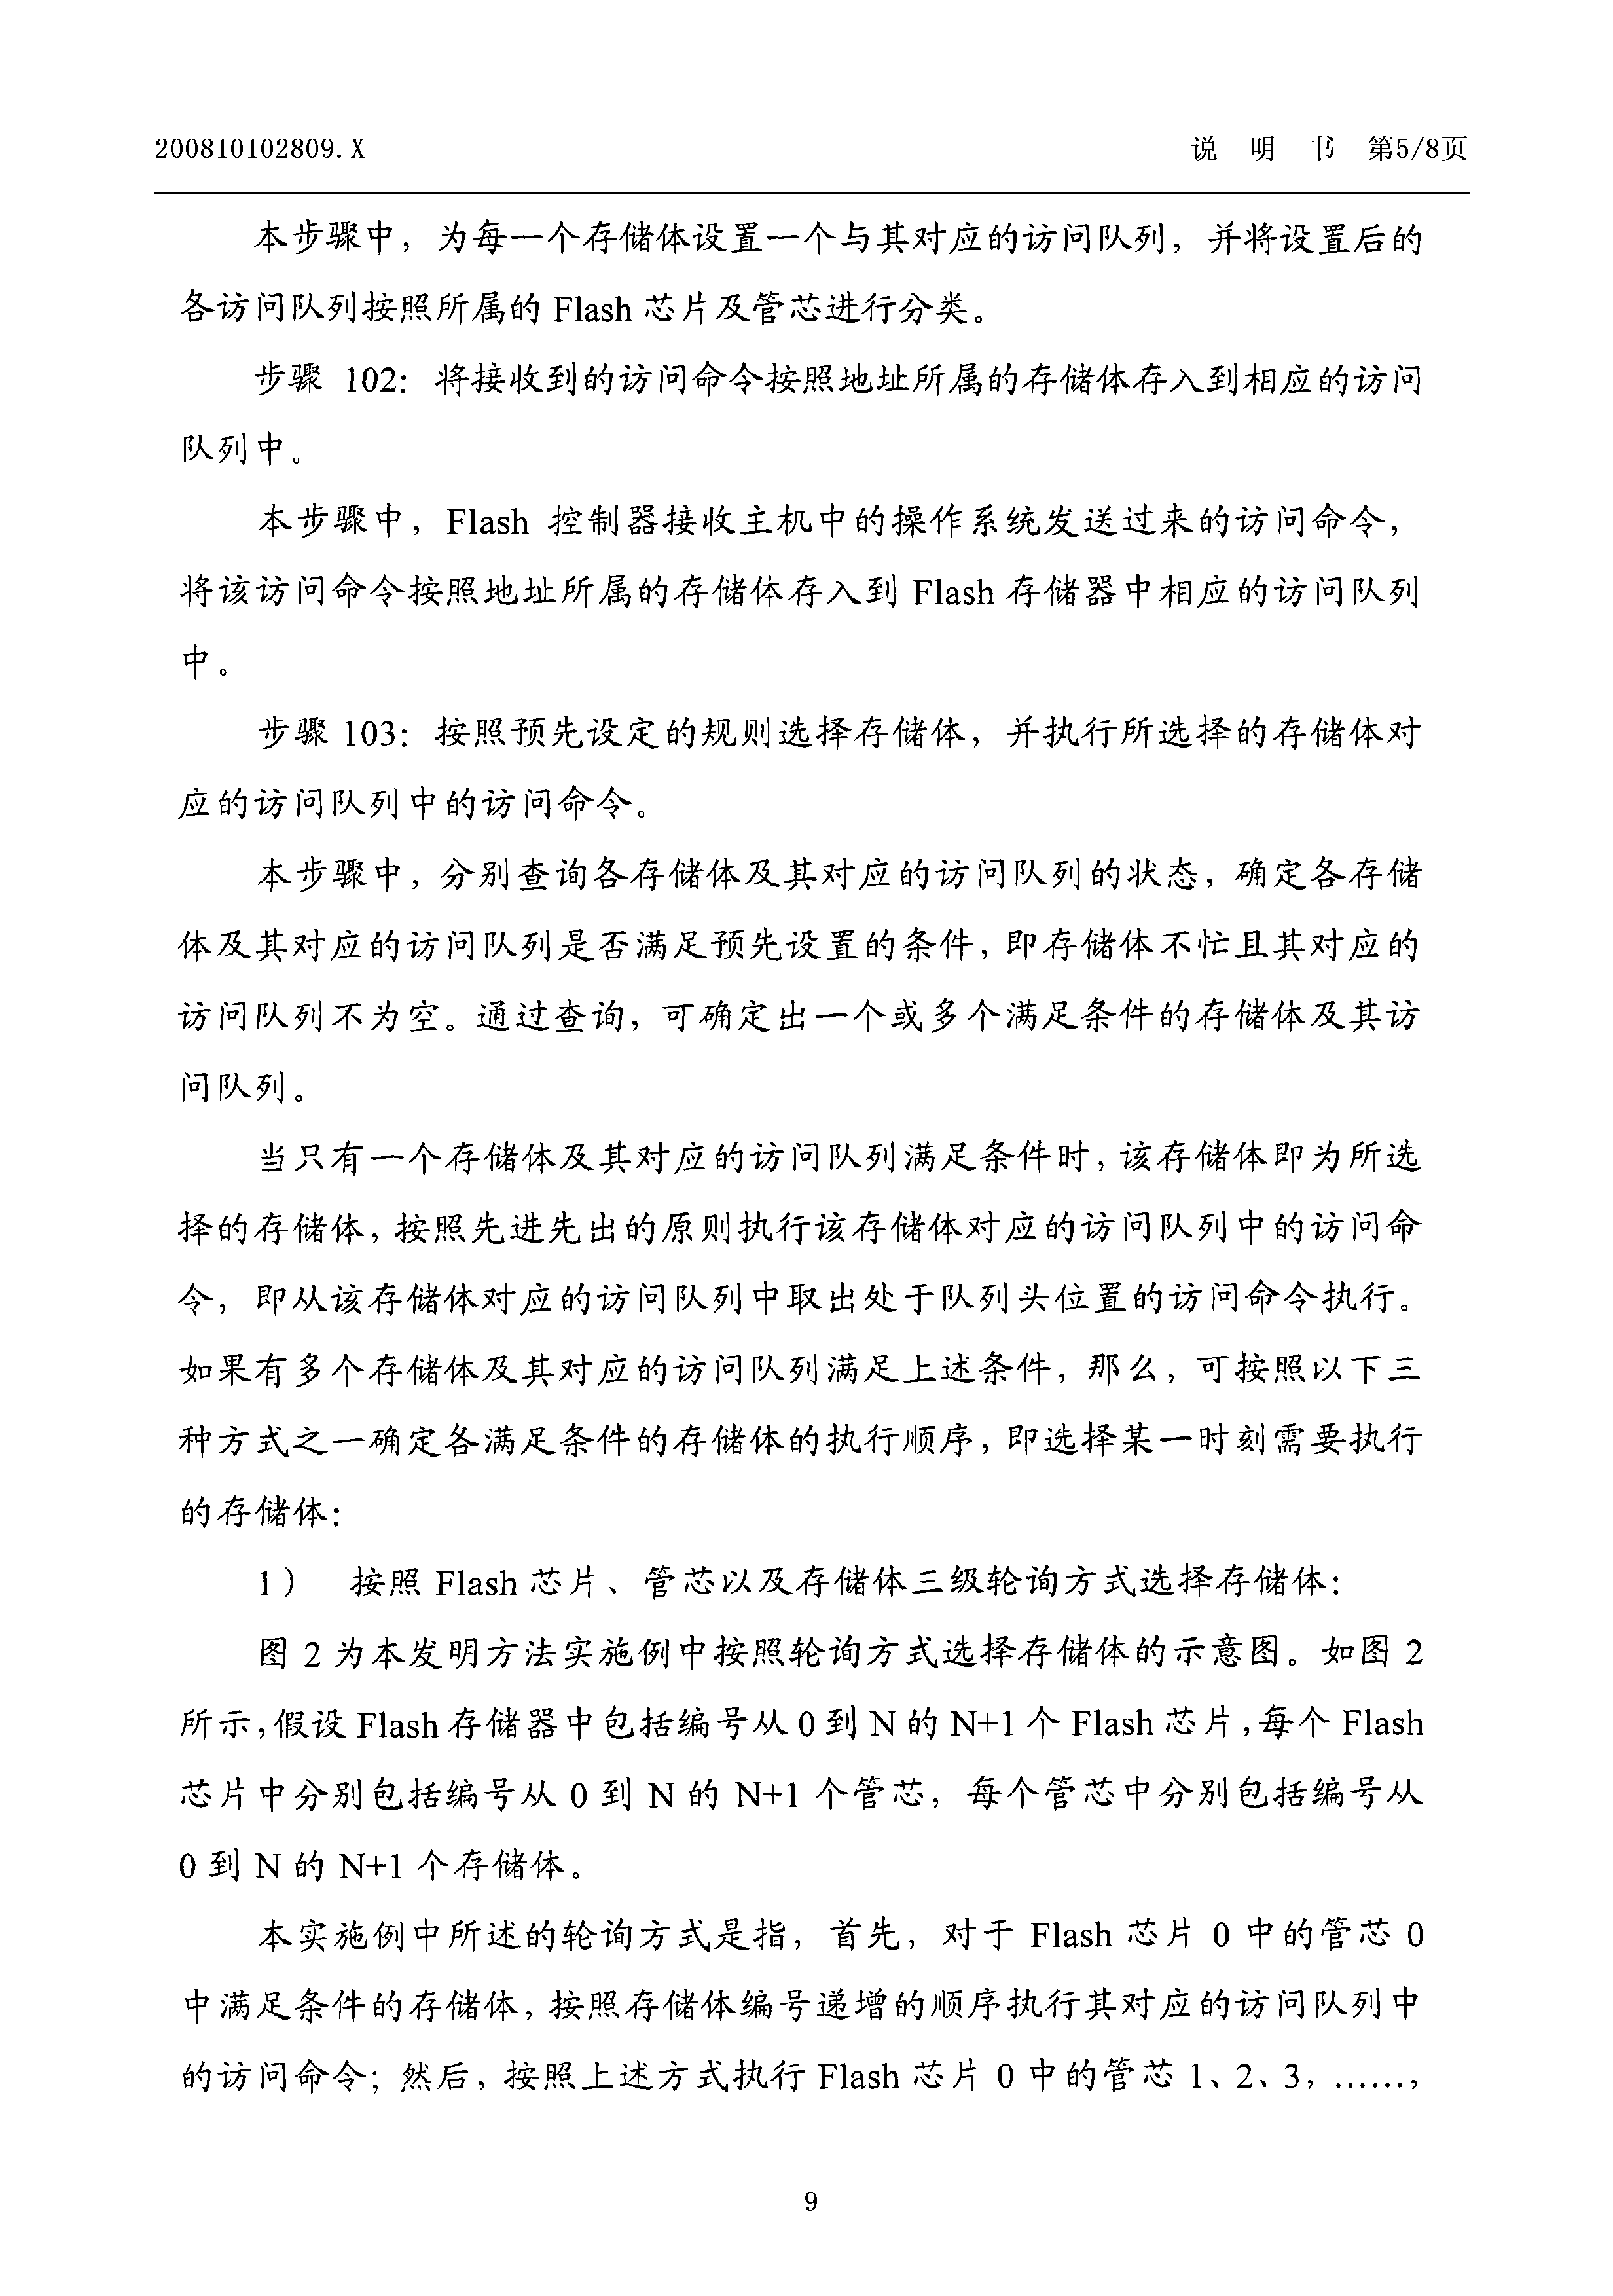 200810102809.X 说 明 书 第5/8页
本步骤中，为每一个存储体设置一个与其对应的访问队列，并将设置后的
各访问队列按照所属的 Flash 芯片及管芯进行分类。
步骤 102：将接收到的访问命令按照地址所属的存储体存入到相应的访问
队列中。
本步骤中，Flash 控制器接收主机中的操作系统发送过来的访问命令，
将该访问命令按照地址所属的存储体存入到 Flash 存储器中相应的访问队列
中。
步骤 103：按照预先设定的规则选择存储体，并执行所选择的存储体对
应的访问队列中的访问命令。
本步骤中，分别查询各存储体及其对应的访问队列的状态，确定各存储
体及其对应的访问队列是否满足预先设置的条件，即存储体不忙且其对应的
访问队列不为空。通过查询，可确定出一个或多个满足条件的存储体及其访
问队列。
当只有一个存储体及其对应的访问队列满足条件时，该存储体即为所选
择的存储体，按照先进先出的原则执行该存储体对应的访问队列中的访问命
令，即从该存储体对应的访问队列中取出处于队列头位置的访问命令执行。
如果有多个存储体及其对应的访问队列满足上述条件，那么，可按照以下三
种方式之一确定各满足条件的存储体的执行顺序，即选择某一时刻需要执行
的存储体：
1） 按照 Flash 芯片、管芯以及存储体三级轮询方式选择存储体：
图 2 为本发明方法实施例中按照轮询方式选择存储体的示意图。如图 2
所示，假设 Flash 存储器中包括编号从 0 到 N 的 N+1 个 Flash 芯片，每个 Flash
芯片中分别包括编号从 0 到 N 的 N+1 个管芯，每个管芯中分别包括编号从
0 到 N 的 N+1 个存储体。
本实施例中所述的轮询方式是指，首先，对于 Flash 芯片 0 中的管芯 0
中满足条件的存储体，按照存储体编号递增的顺序执行其对应的访问队列中
的访问命令；然后，按照上述方式执行 Flash 芯片 0 中的管芯 1、2、3，……，
9